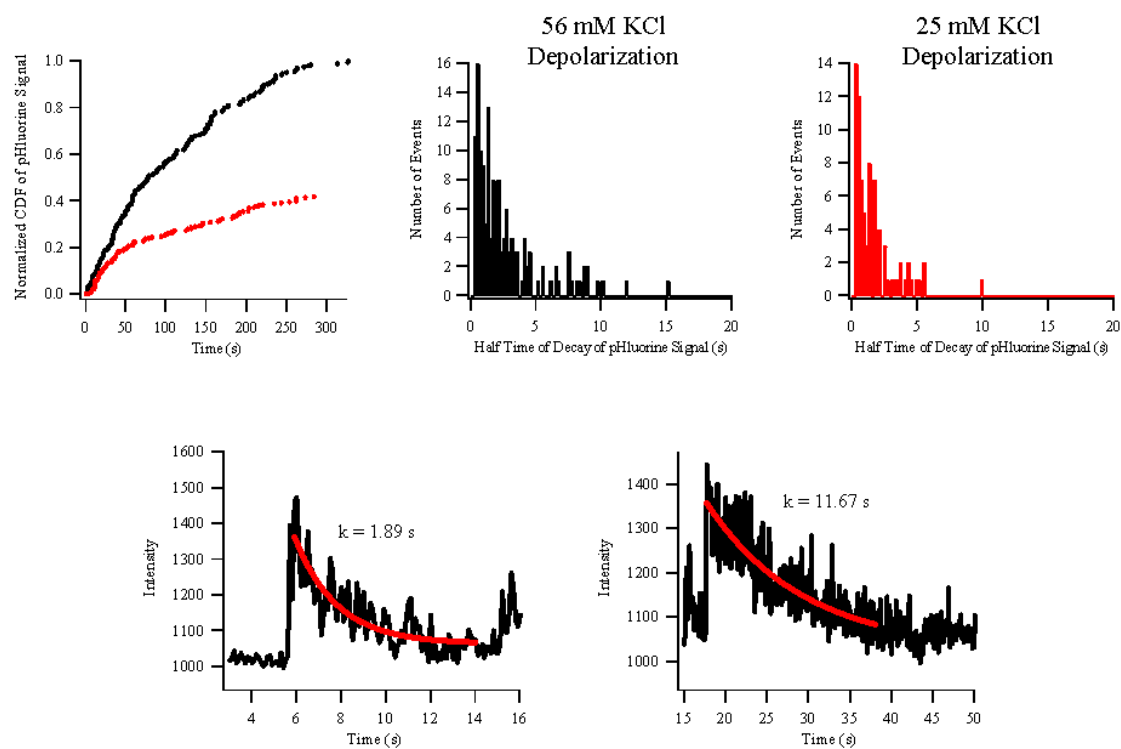 56 mM KCl
Depolarization
25 mM KCl
Depolarization
Normalized CDF of pHluorine Signal
1.0
0.8
0.6
0.4
0.2
0.0
0 50 100 150 200 250 300
Time (s)
Number of Events
16
14
12
10
8
6
4
2
0
0 5 10 15 20
Half Time of Decay of pHluorine Signal (s)
Number of Events
14
12
10
8
6
4
2
0
0 5 10 15 20
Half Time of Decay of pHluorine Signal (s)
Intensity
1600
1500
1400
1300
1200
1100
1000
k = 1.89 s
4 6 8 10 12 14 16
Time (s)
Intensity
1400
1300
1200
1100
1000
k = 11.67 s
15 20 25 30 35 40 45 50
Time (s)